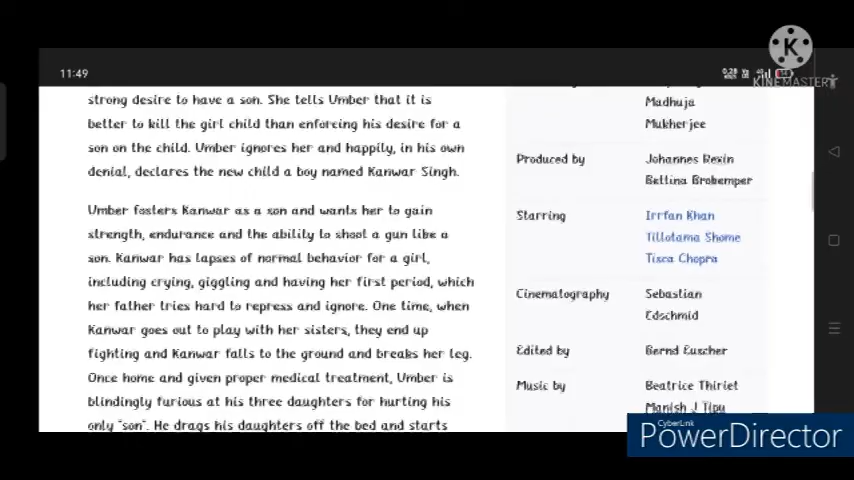 11:49
KINEMASTER
strong desire to have a son. She tells Umber that it is
better to kill the girl child than enforcing his desire for a
son on the child. Umber ignores her and happily, in his own
denial, declares the new child a boy named Kanwar Singh.
Umber fosters Kanwar as a son and wants her to gain
strength, endurance and the ability to shoot a gun like a
son. Kanwar has lapses of normal behavior for a girl,
including crying, giggling and having her first period, which
her father tries hard to repress and ignore. One time, when
Kanwar goes out to play with her sisters, they end up
fighting and Kanwar falls to the ground and breaks her leg.
Once home and given proper medical treatment, Umber is
blindingly furious at his three daughters for hurting his
only "son". He drags his daughters off the bed and starts
Madhuja
Mukherjee
Produced by Johannes Rexin
Bettina Brokemper
Starring Irrfan Khan
Tillotama Shome
Tisca Chopra
Cinematography Sebastian
Edschmid
Edited by Bernd Euscher
Music by Beatrice Thiriet
Manish J Tipu
CyberLink
PowerDirector